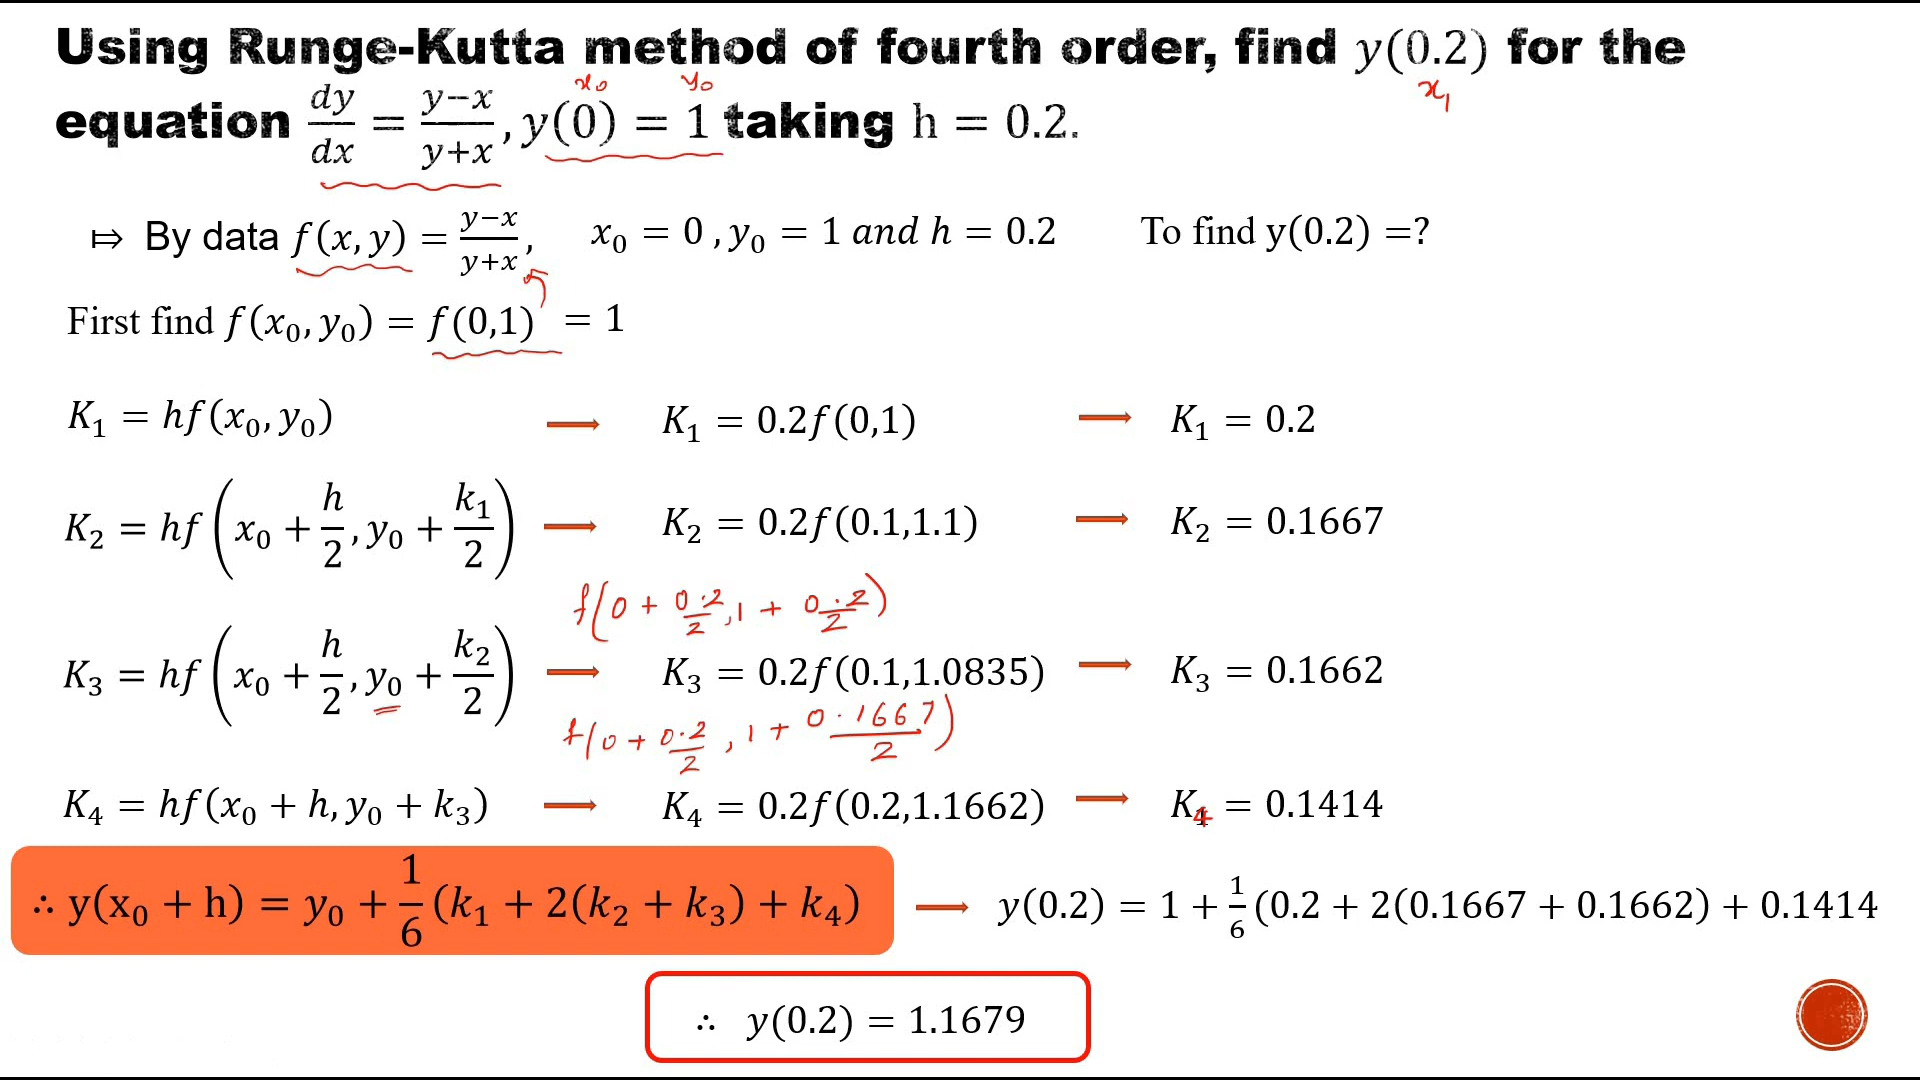 Using Runge-Kutta method of fourth order, find y(0.2) for the
x₀ y₀ x₁
equation dy/dx = y−x/y+x, y(0) = 1 taking h = 0.2.
⤇ By data f(x, y) = y−x/y+x, x₀ = 0 , y₀ = 1 and h = 0.2 To find y(0.2) =?
First find f(x₀, y₀) = f(0,1) = 1
K₁ = hf(x₀, y₀) → K₁ = 0.2f(0,1) → K₁ = 0.2
K₂ = hf(x₀ + h/2, y₀ + k₁/2) → K₂ = 0.2f(0.1,1.1) → K₂ = 0.1667
f(0 + 0.2/2, 1 + 0.2/2)
K₃ = hf(x₀ + h/2, y₀ + k₂/2) → K₃ = 0.2f(0.1,1.0835) → K₃ = 0.1662
f(0 + 0.2/2, 1 + 0.1667/2)
K₄ = hf(x₀ + h, y₀ + k₃) → K₄ = 0.2f(0.2,1.1662) → K₄ = 0.1414
∴ y(x₀ + h) = y₀ + 1/6 (k₁ + 2(k₂ + k₃) + k₄) → y(0.2) = 1 + 1/6 (0.2 + 2(0.1667 + 0.1662) + 0.1414
∴ y(0.2) = 1.1679